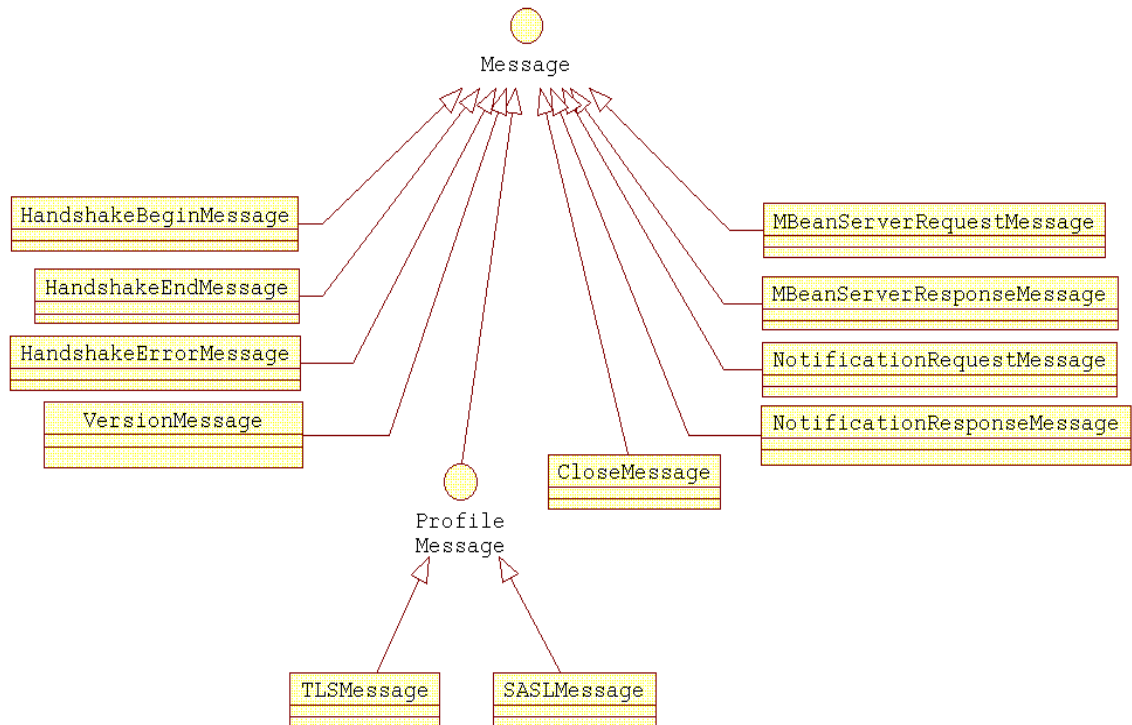 Message
HandshakeBeginMessage
MBeanServerRequestMessage
HandshakeEndMessage
MBeanServerResponseMessage
HandshakeErrorMessage
NotificationRequestMessage
VersionMessage
NotificationResponseMessage
CloseMessage
Profile
Message
TLSMessage
SASLMessage